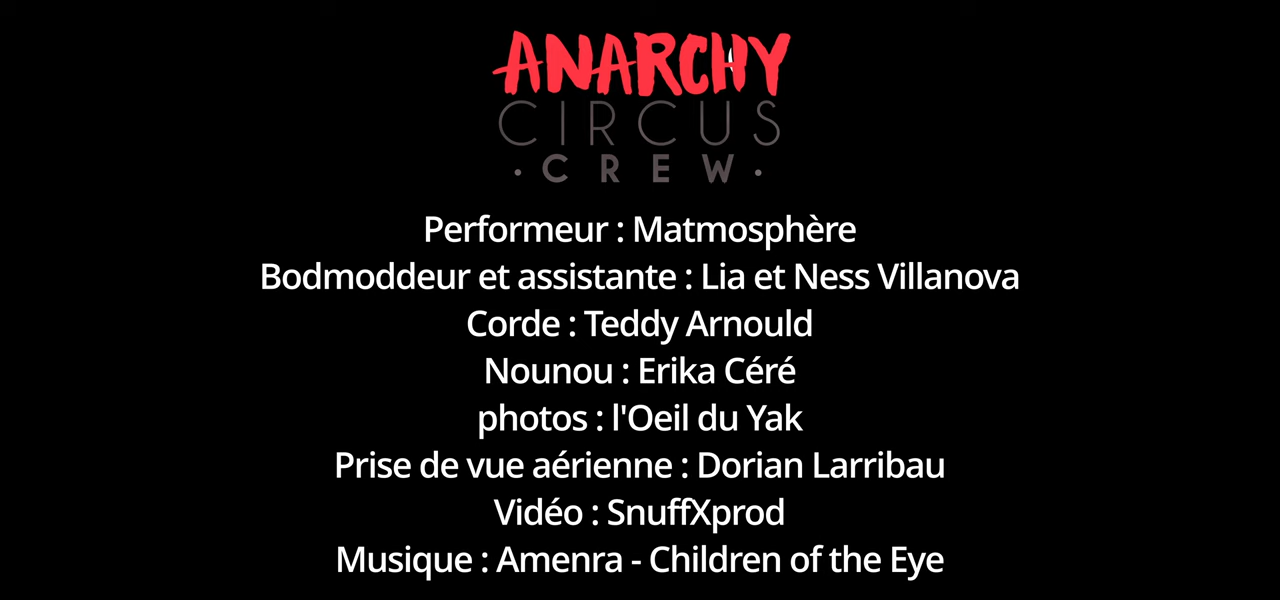 ANARCHY
CIRCUS
· CREW ·
Performeur : Matmosphère
Bodmoddeur et assistante : Lia et Ness Villanova
Corde : Teddy Arnould
Nounou : Erika Céré
photos : l'Oeil du Yak
Prise de vue aérienne : Dorian Larribau
Vidéo : SnuffXprod
Musique : Amenra - Children of the Eye